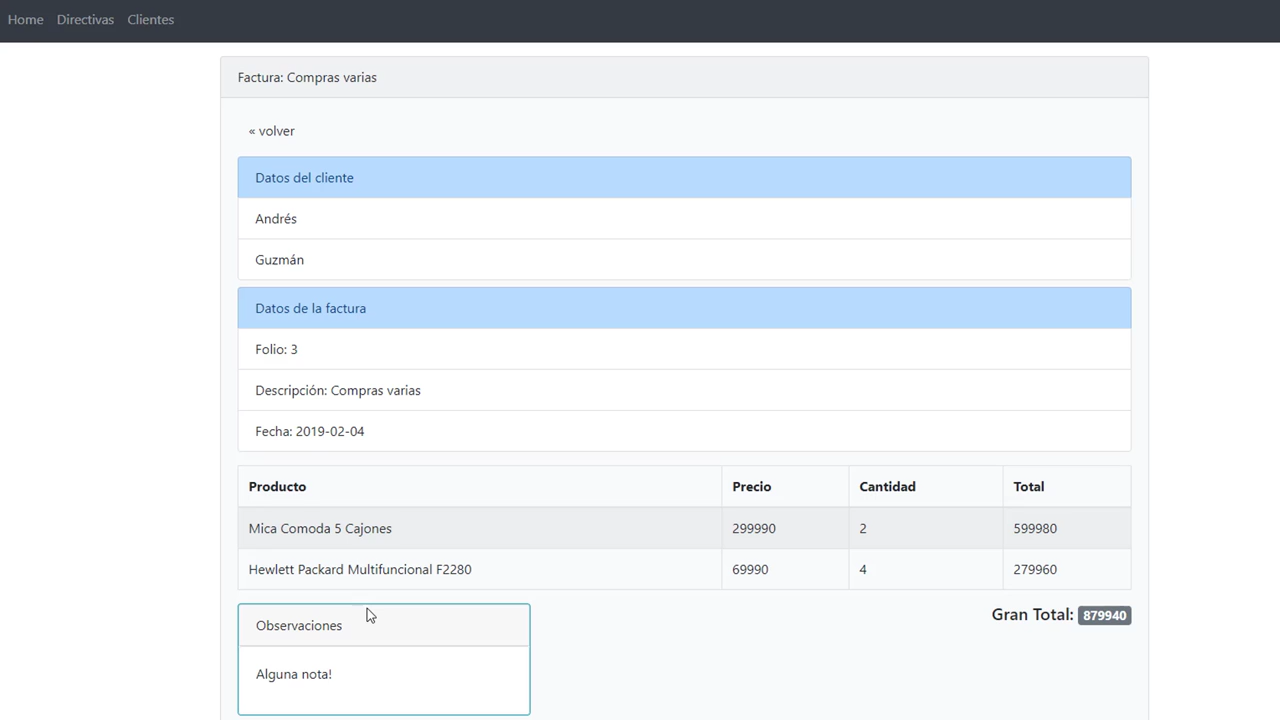 Home Directivas Clientes
Factura: Compras varias
« volver
Datos del cliente
Andrés
Guzmán
Datos de la factura
Folio: 3
Descripción: Compras varias
Fecha: 2019-02-04
Producto Precio Cantidad Total
Mica Comoda 5 Cajones 299990 2 599980
Hewlett Packard Multifuncional F2280 69990 4 279960
Gran Total: 879940
Observaciones
Alguna nota!